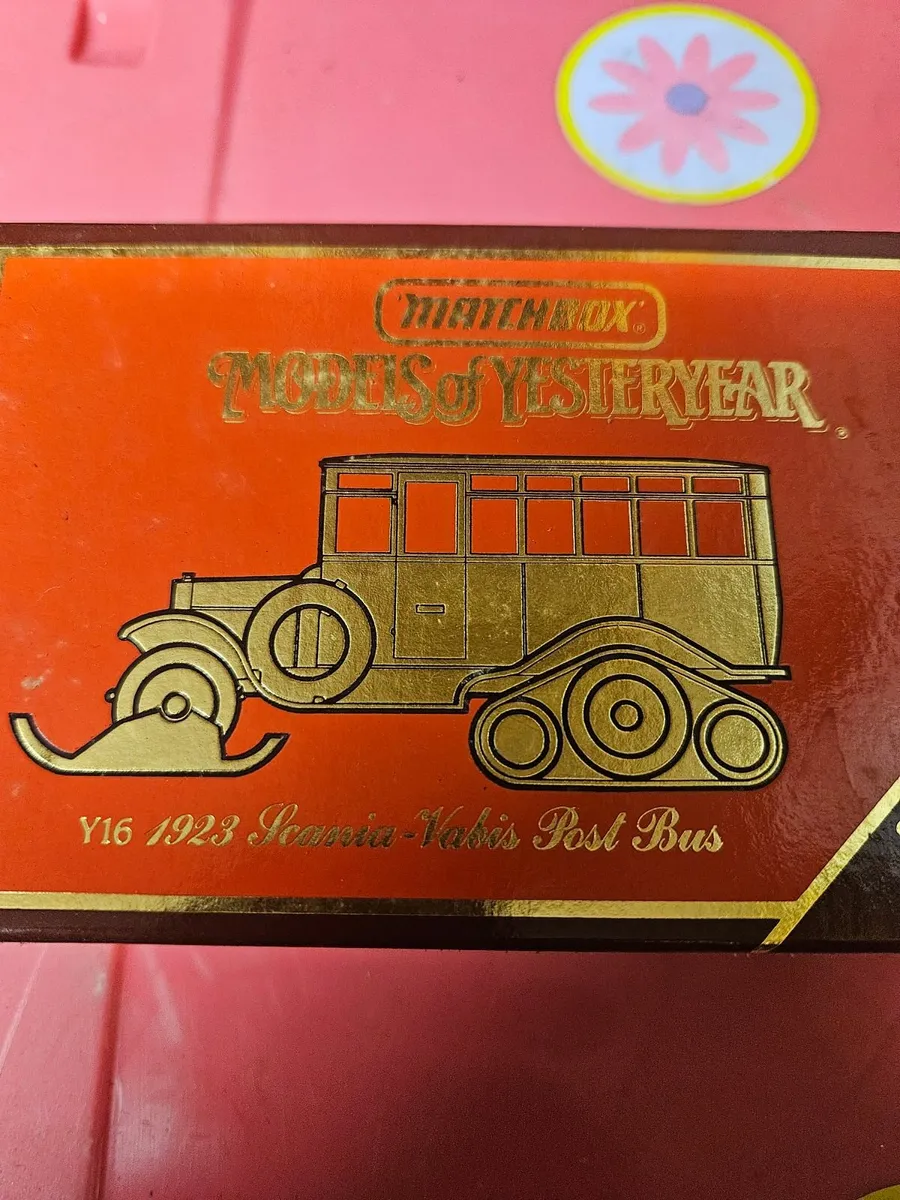 "MATCHBOX"®
MODELS of YESTERYEAR®
Y16 1923 Scania-Vabis Post Bus